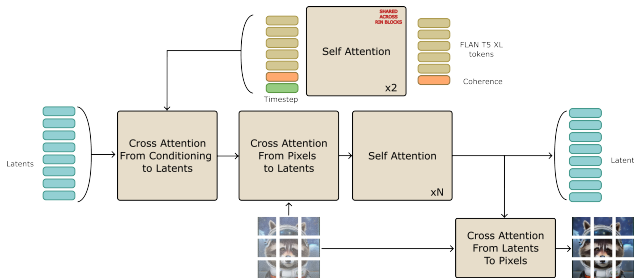 SHARED
ACROSS
RIN BLOCKS
Self Attention
x2
FLAN T5 XL
tokens
Coherence
Timestep
Latents
Cross Attention
From Conditioning
to Latents
Cross Attention
From Pixels
to Latents
Self Attention
xN
Latent
Cross Attention
From Latents
To Pixels